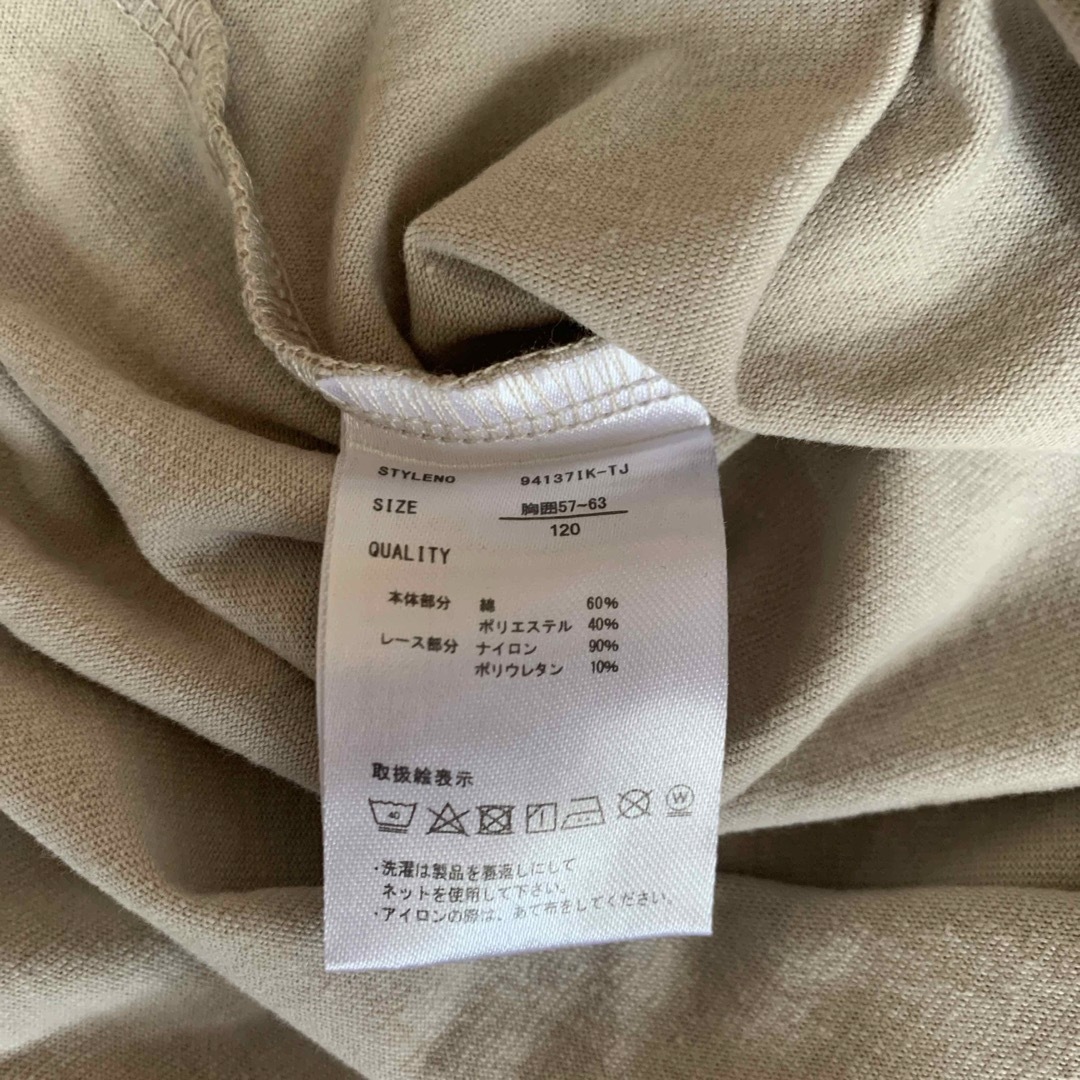 STYLENO 94137IK-TJ
SIZE 胸囲57~63
120
QUALITY
本体部分 綿 60%
ポリエステル 40%
レース部分 ナイロン 90%
ポリウレタン 10%
取扱絵表示
40 W
・洗濯は製品を裏返しにして
ネットを使用して下さい。
・アイロンの際は、あて布をしてください。